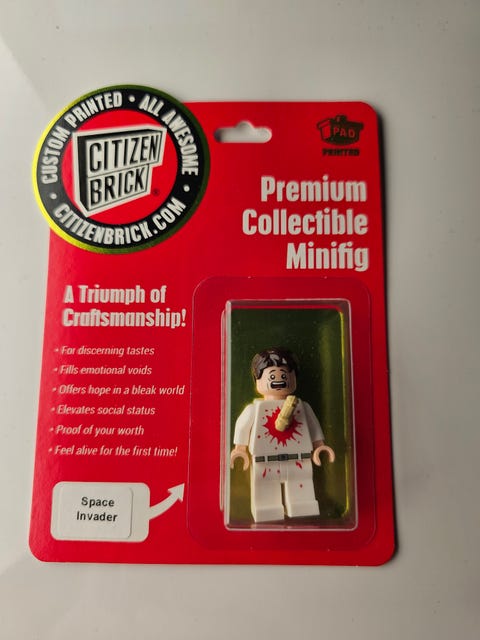 CUSTOM PRINTED • ALL AWESOME
• CITIZENBRICK.COM •
CITIZEN
BRICK®
PAD
PRINTED
Premium
Collectible
Minifig
A Triumph of
Craftsmanship!
• For discerning tastes
• Fills emotional voids
• Offers hope in a bleak world
• Elevates social status
• Proof of your worth
• Feel alive for the first time!
Space
Invader